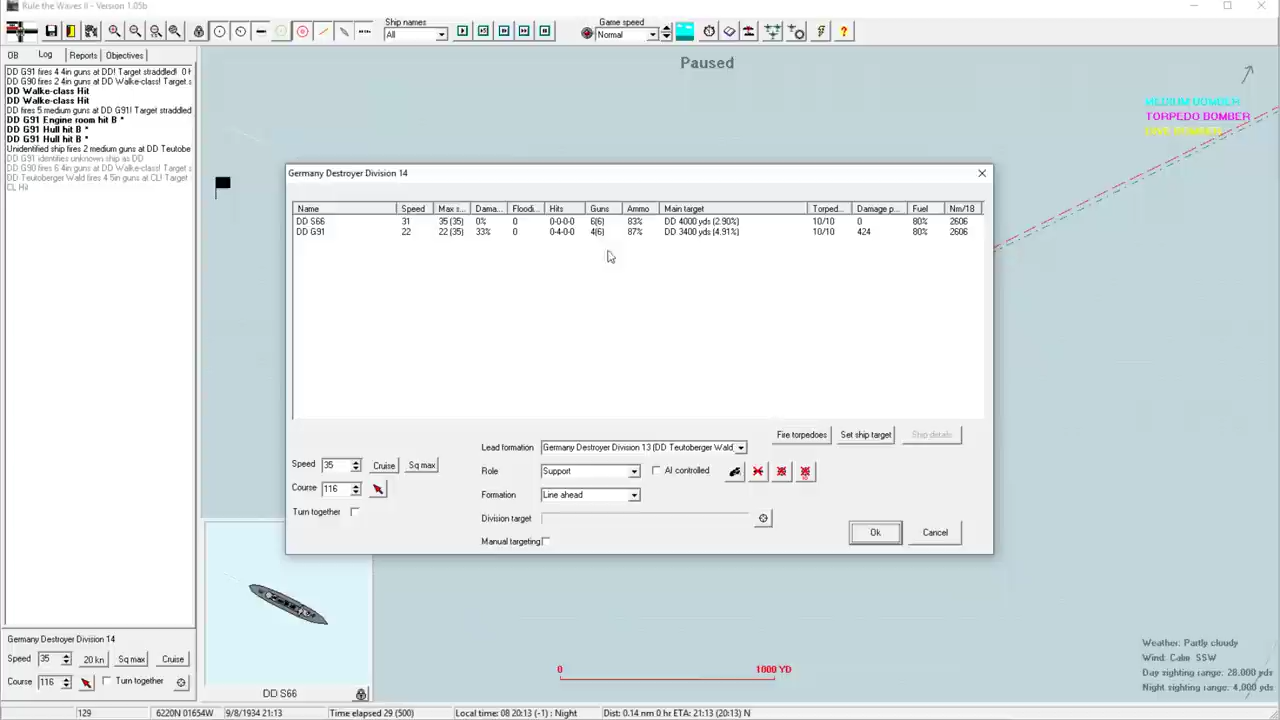 Rule the Waves II - Version 1.05b
Ship names
All
Game speed
Normal
OB Log Reports Objectives
DD G91 fires 4 4in guns at DD! Target straddled!
DD G90 fires 2 4in guns at DD Walke-class! Target s
DD Walke-class Hit
DD Walke-class Hit
DD fires 5 medium guns at DD G91! Target straddled
DD G91 Engine room hit B *
DD G91 Hull hit B *
DD G91 Hull hit B *
Unidentified ship fires 2 medium guns at DD Teutobe
DD G91 identifies unknown ship as DD
DD G90 fires 6 4in guns at DD Walke-class! Target s
DD Teutoberger Wald fires 4 5in guns at CL! Target
CL Hit
Paused
MEDIUM BOMBER
TORPEDO BOMBER
Germany Destroyer Division 14
Name Speed Max s... Dama... Floodi... Hits Guns Ammo Main target Torped... Damage p... Fuel Nm/18
DD S66 31 35 (35) 0% 0 0-0-0-0 6(6) 83% DD 4000 yds (2.90%) 10/10 0 80% 2606
DD G91 22 22 (35) 33% 0 0-4-0-0 4(6) 87% DD 3400 yds (4.91%) 10/10 424 80% 2606
Fire torpedoes Set ship target Ship details
Lead formation Germany Destroyer Division 13 (DD Teutoberger Wald
Speed 35 Cruise Sq max
Role Support AI controlled
Course 116
Formation Line ahead
Turn together
Division target
Manual targeting
Ok Cancel
Germany Destroyer Division 14
Speed 35 20 kn Sq max Cruise
Course 116 Turn together
DD S66
0 1000 YD
Weather: Partly cloudy
Wind: Calm SSW
Day sighting range: 28,000 yds
Night sighting range: 4,000 yds
129 6220N 01654W 9/8/1934 21:13 Time elapsed 29 (500) Local time: 08 20:13 (-1) : Night Dist: 0.14 nm 0 hr ETA: 21:13 (20:13) N